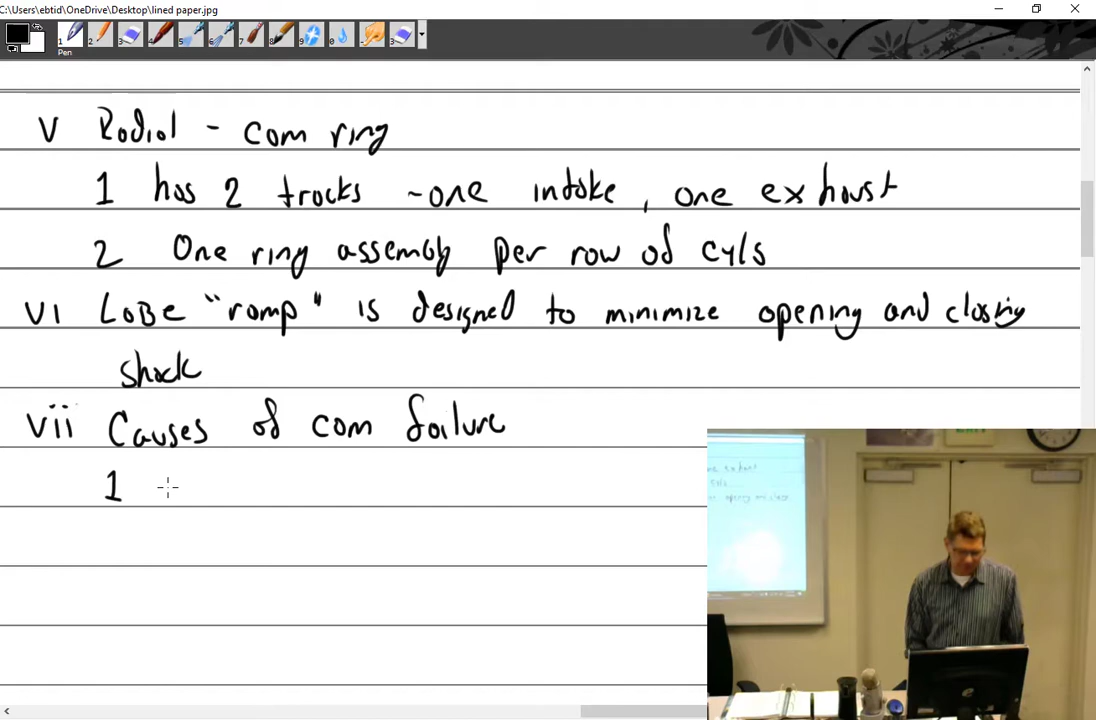 C:\Users\ebtid\OneDrive\Desktop\lined paper.jpg
Pen
V Radial - Cam ring
1 has 2 tracks - one intake, one exhaust
2 One ring assembly per row of cyls
VI LoBe "ramp" is designed to minimize opening and closing
shock
vii Causes of cam failure
1